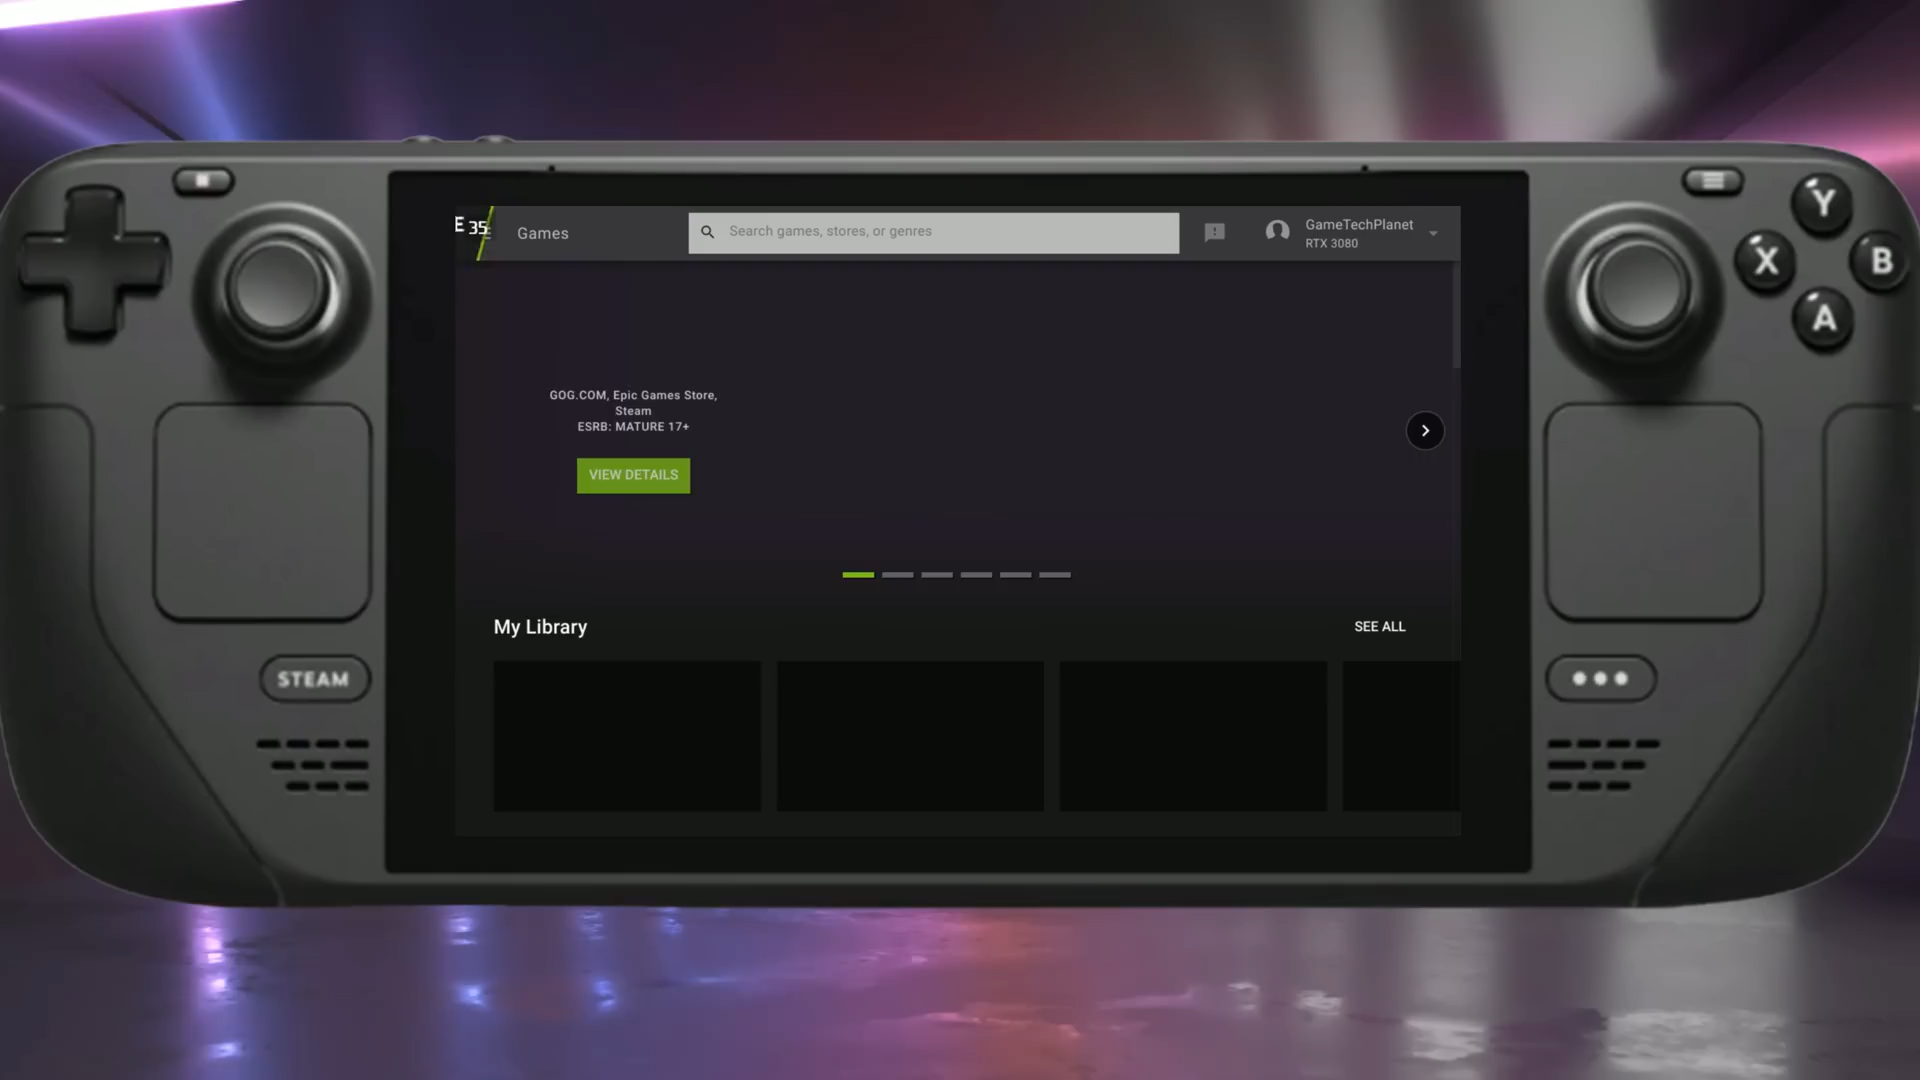 E 35
Games
Search games, stores, or genres
GameTechPlanet
RTX 3080
GOG.COM, Epic Games Store,
Steam
ESRB: MATURE 17+
VIEW DETAILS
My Library
SEE ALL
STEAM
Y
X
B
A